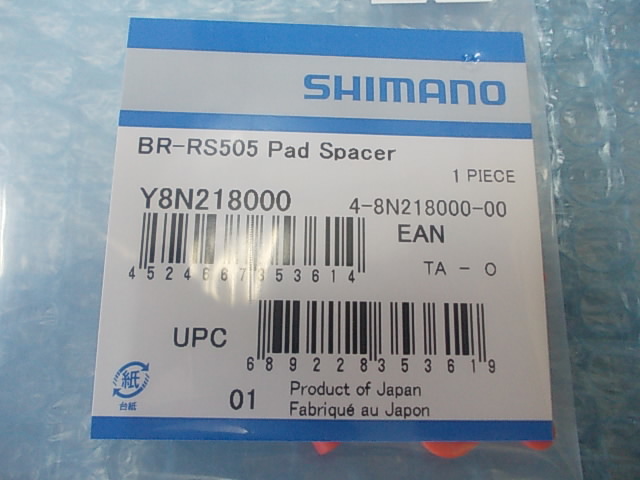 SHIMANO
BR-RS505 Pad Spacer
1 PIECE
Y8N218000
4-8N218000-00
EAN
4524667353614
TA - O
UPC
689228353619
紙
台紙
01
Product of Japan
Fabriqué au Japon